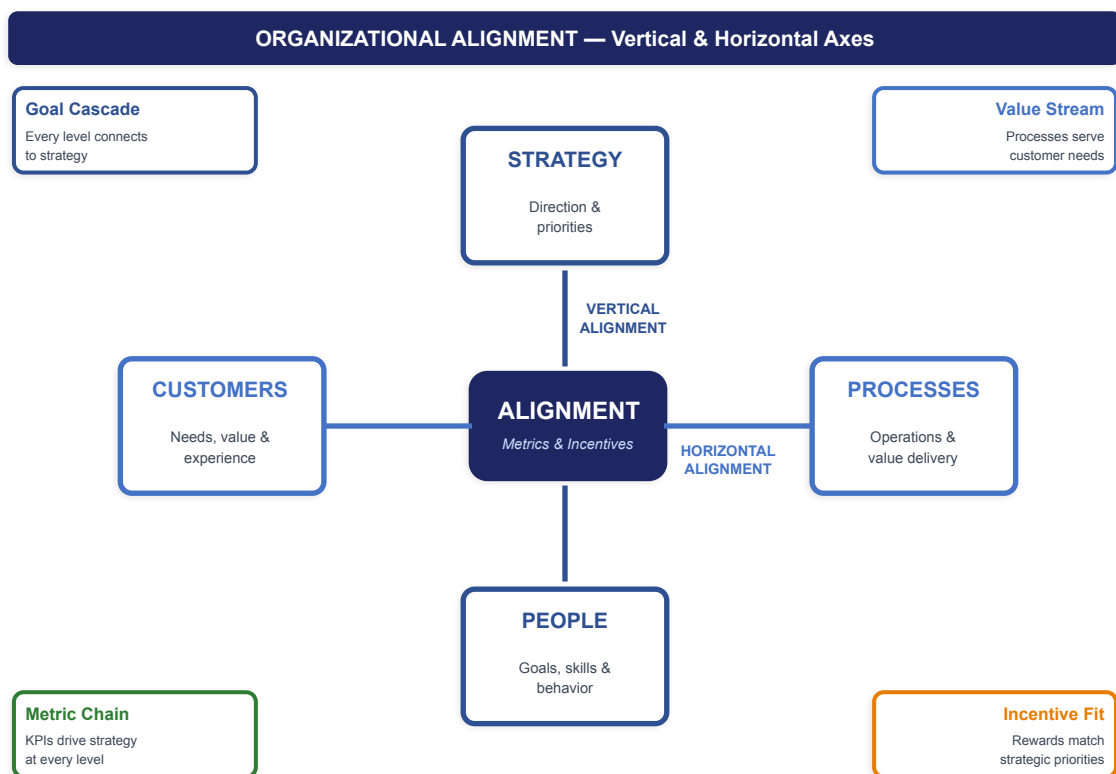 ORGANIZATIONAL ALIGNMENT — Vertical & Horizontal Axes
Goal Cascade
Every level connects
to strategy
Value Stream
Processes serve
customer needs
STRATEGY
Direction &
priorities
VERTICAL
ALIGNMENT
CUSTOMERS
Needs, value &
experience
ALIGNMENT
Metrics & Incentives
HORIZONTAL
ALIGNMENT
PROCESSES
Operations &
value delivery
PEOPLE
Goals, skills &
behavior
Metric Chain
KPIs drive strategy
at every level
Incentive Fit
Rewards match
strategic priorities